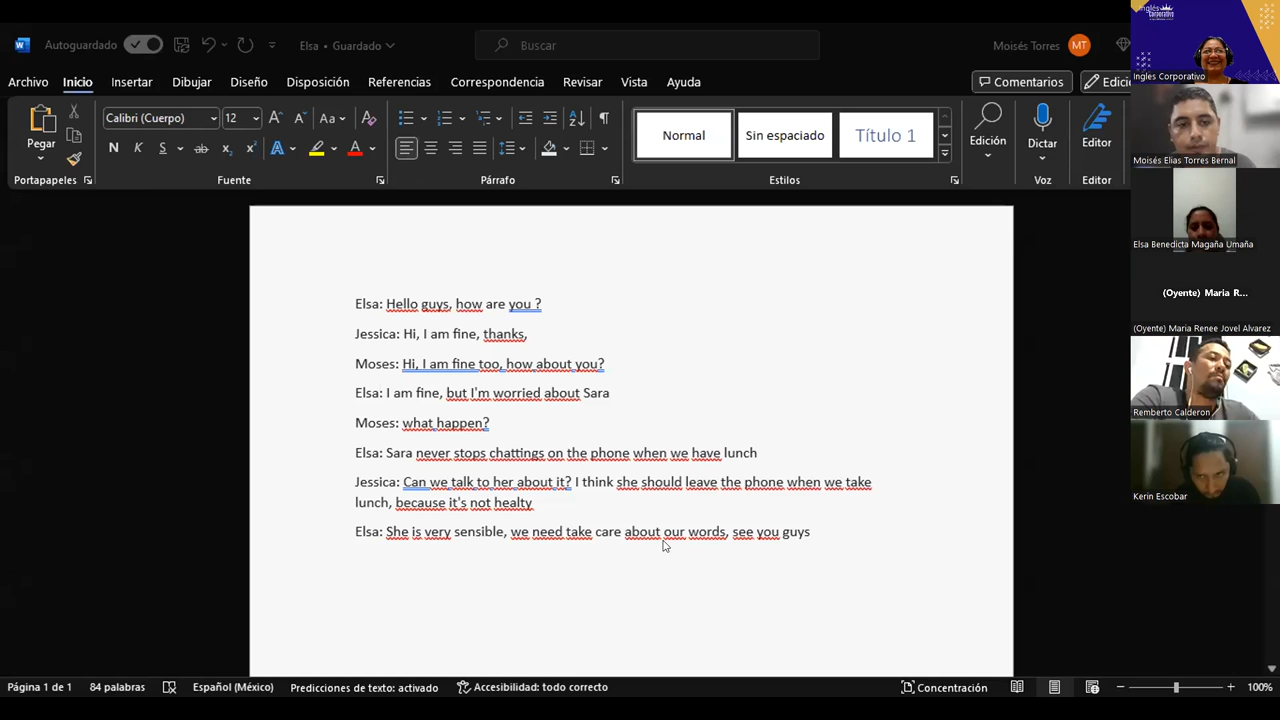 Autoguardado
Elsa • Guardado
Buscar
Moisés Torres
MT
Archivo
Inicio
Insertar
Dibujar
Diseño
Disposición
Referencias
Correspondencia
Revisar
Vista
Ayuda
Comentarios
Edició
Pegar
Calibri (Cuerpo)
12
Normal
Sin espaciado
Título 1
Edición
Dictar
Editor
Portapapeles
Fuente
Párrafo
Estilos
Voz
Editor
Elsa: Hello guys, how are you ?
Jessica: Hi, I am fine, thanks,
Moses: Hi, I am fine too, how about you?
Elsa: I am fine, but I'm worried about Sara
Moses: what happen?
Elsa: Sara never stops chattings on the phone when we have lunch
Jessica: Can we talk to her about it? I think she should leave the phone when we take
lunch, because it's not healty
Elsa: She is very sensible, we need take care about our words, see you guys
Página 1 de 1
84 palabras
Español (México)
Predicciones de texto: activado
Accesibilidad: todo correcto
Concentración
100%
Inglés
Corporativo
Ingles Corporativo
Moisés Elias Torres Bernal
Elsa Benedicta Magaña Umaña
(Oyente) Maria R...
(Oyente) Maria Renee Jovel Alvarez
Remberto Calderon
Kerin Escobar